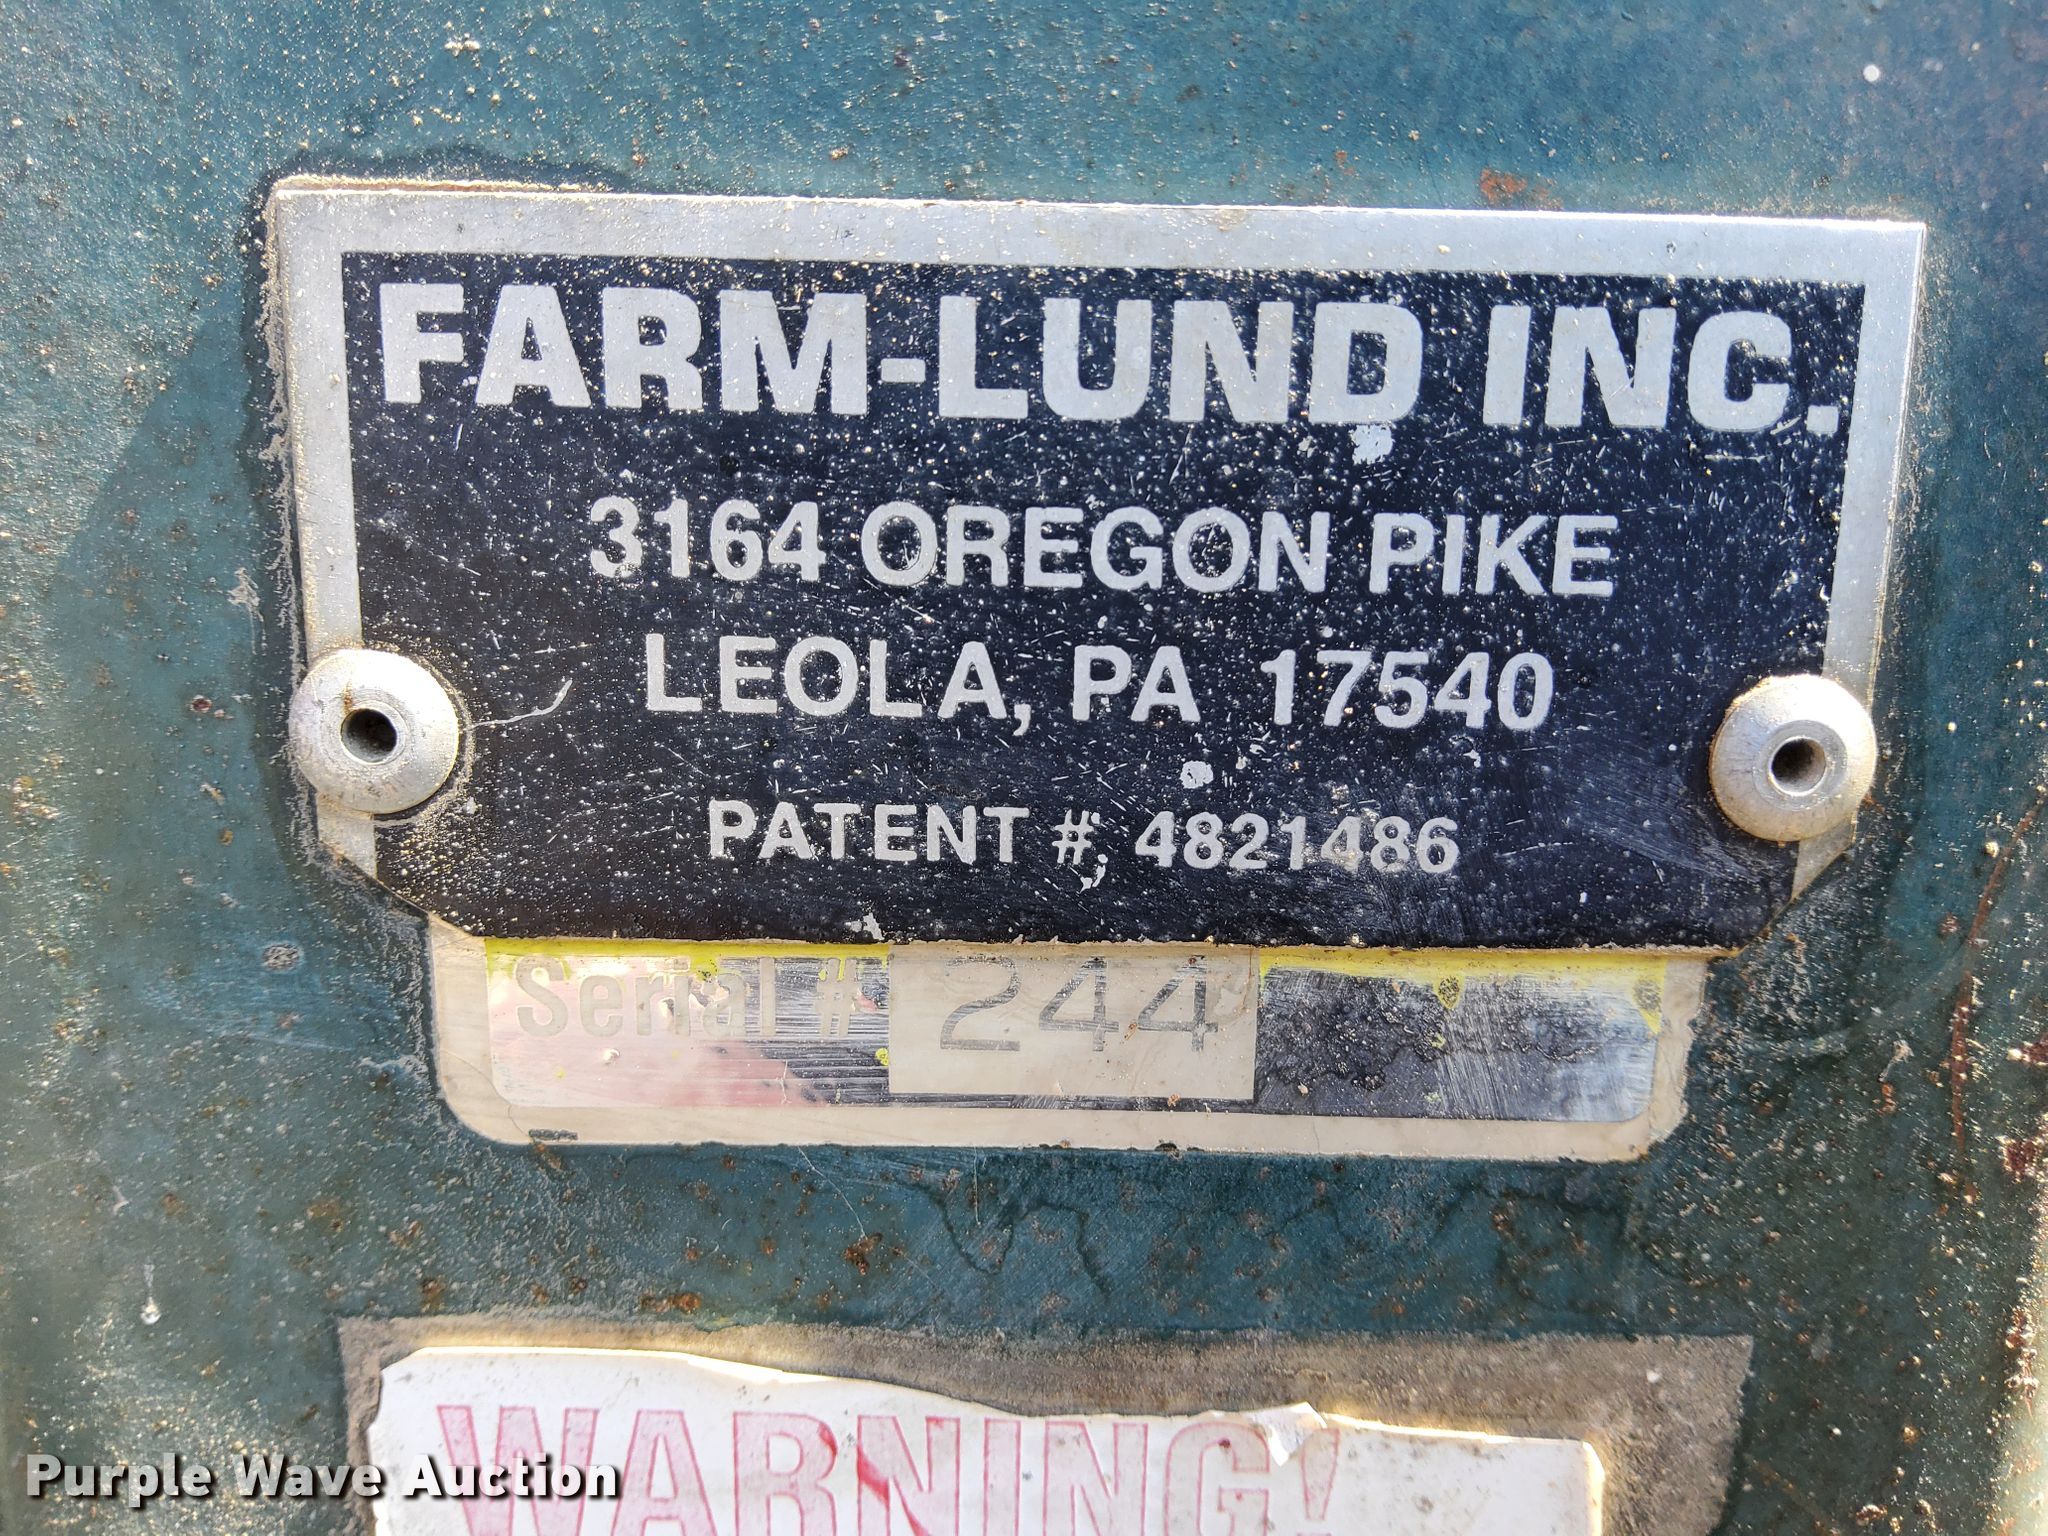 FARM-LUND INC.
3164 OREGON PIKE
LEOLA, PA 17540
PATENT # 4821486
Serial # 244
WARNING!
Purple Wave Auction